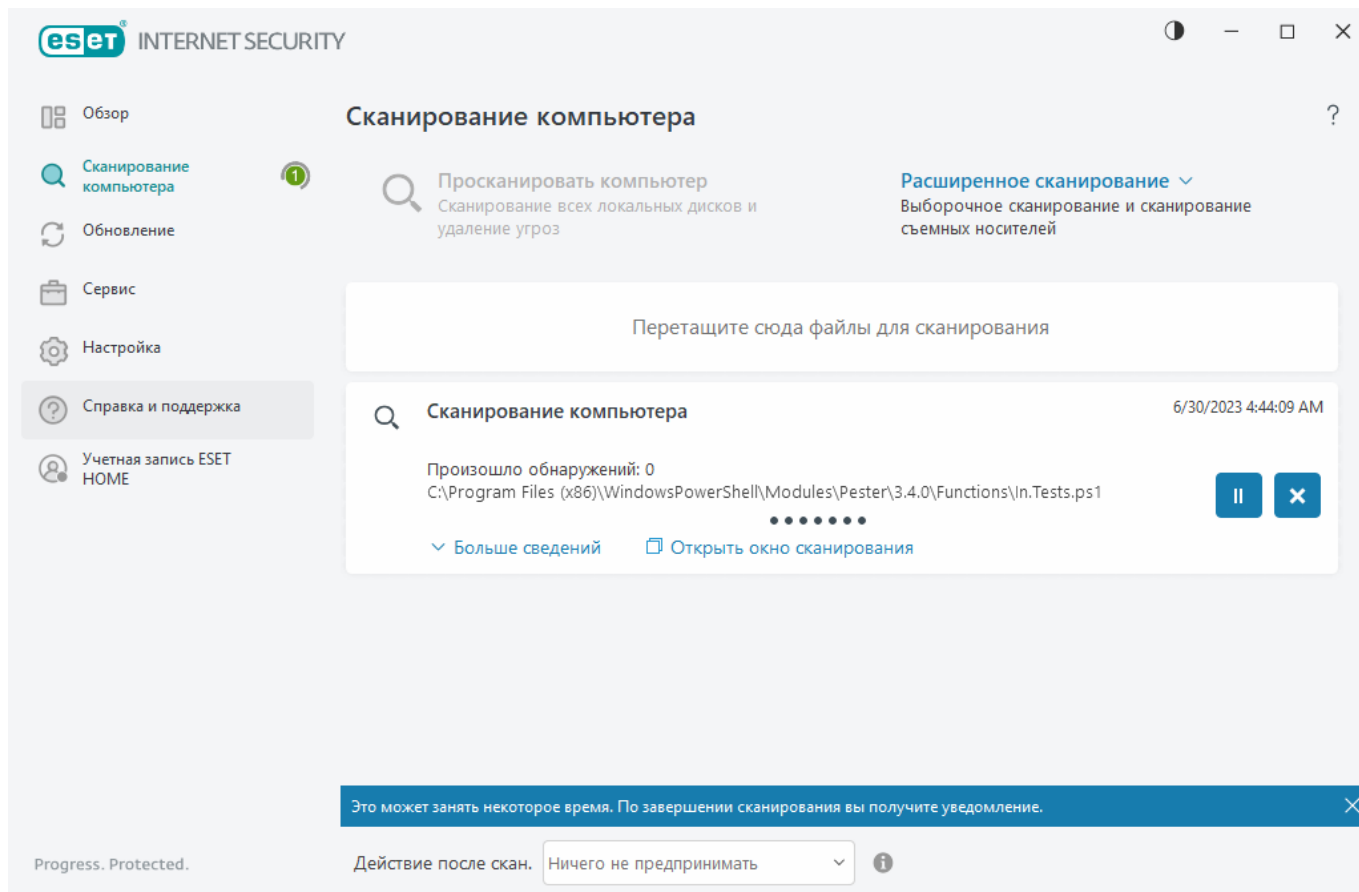 eset® INTERNET SECURITY
Обзор
Сканирование
компьютера
1
Обновление
Сервис
Настройка
Справка и поддержка
Учетная запись ESET
HOME
Progress. Protected.
Сканирование компьютера
?
Просканировать компьютер
Сканирование всех локальных дисков и
удаление угроз
Расширенное сканирование
Выборочное сканирование и сканирование
съемных носителей
Перетащите сюда файлы для сканирования
Сканирование компьютера
6/30/2023 4:44:09 AM
Произошло обнаружений: 0
C:\Program Files (x86)\WindowsPowerShell\Modules\Pester\3.4.0\Functions\In.Tests.ps1
Больше сведений
Открыть окно сканирования
Это может занять некоторое время. По завершении сканирования вы получите уведомление.
Действие после скан. Ничего не предпринимать